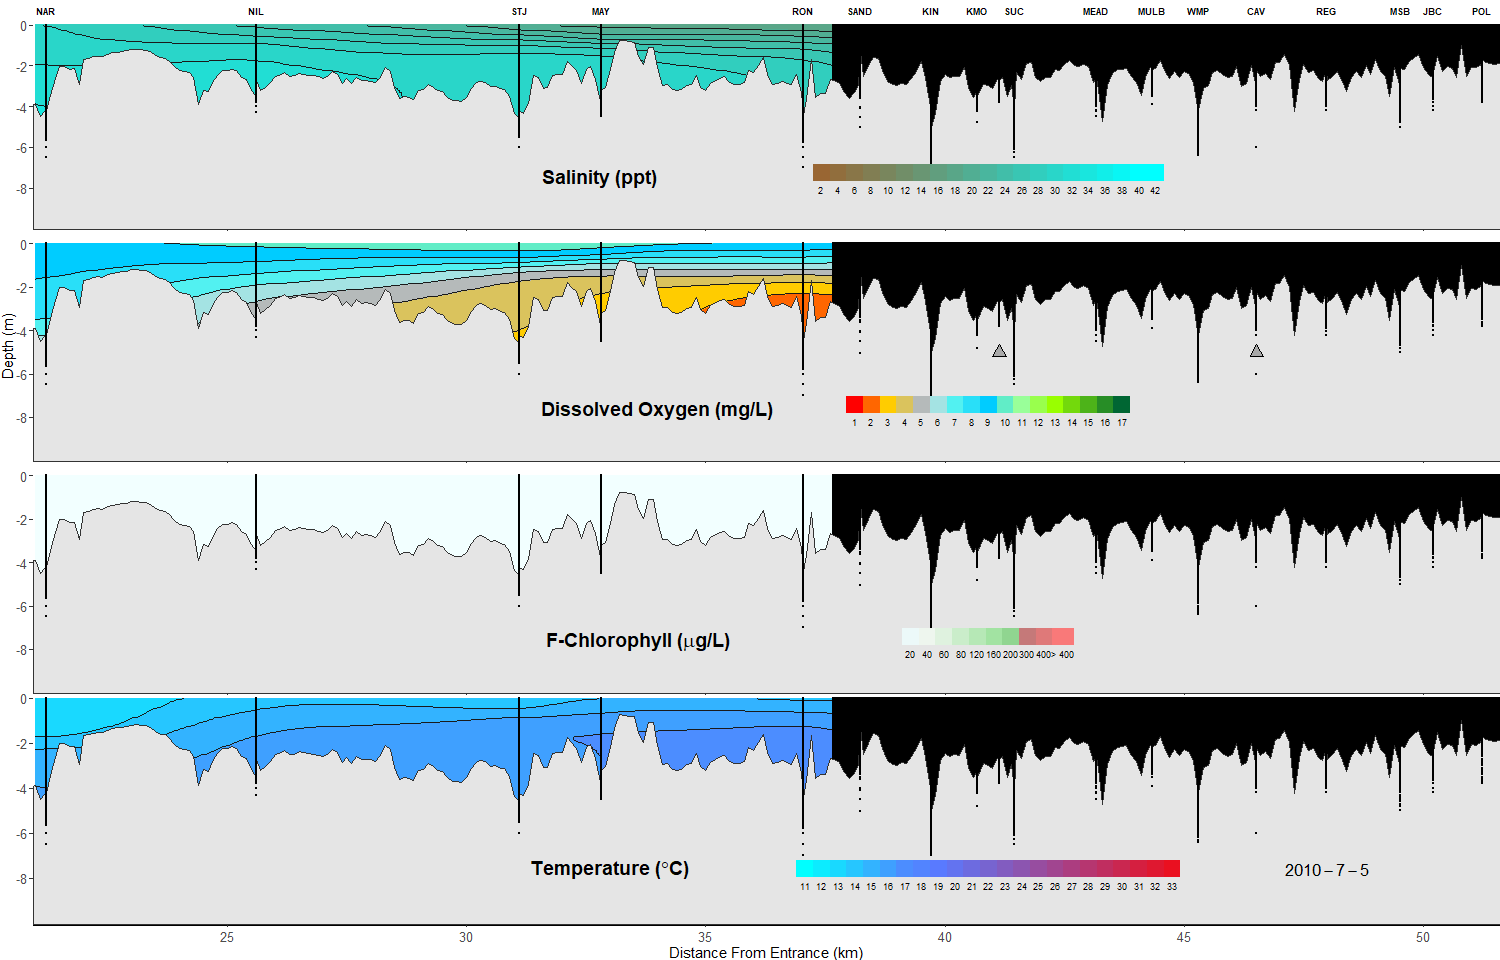 NAR NIL STJ MAY RON SAND KIN KMO SUC MEAD MULB WMP CAV REG MSB JBC POL
0
-2
-4
-6
-8
Salinity (ppt)
2 4 6 8 10 12 14 16 18 20 22 24 26 28 30 32 34 36 38 40 42
0
-2
-4
-6
-8
Depth (m)
Dissolved Oxygen (mg/L)
1 2 3 4 5 6 7 8 9 10 11 12 13 14 15 16 17
0
-2
-4
-6
-8
F-Chlorophyll (µg/L)
20 40 60 80 120 160 200 300 400> 400
0
-2
-4
-6
-8
Temperature (°C)
11 12 13 14 15 16 17 18 19 20 21 22 23 24 25 26 27 28 29 30 31 32 33
2010 – 7 – 5
25 30 35 40 45 50
Distance From Entrance (km)